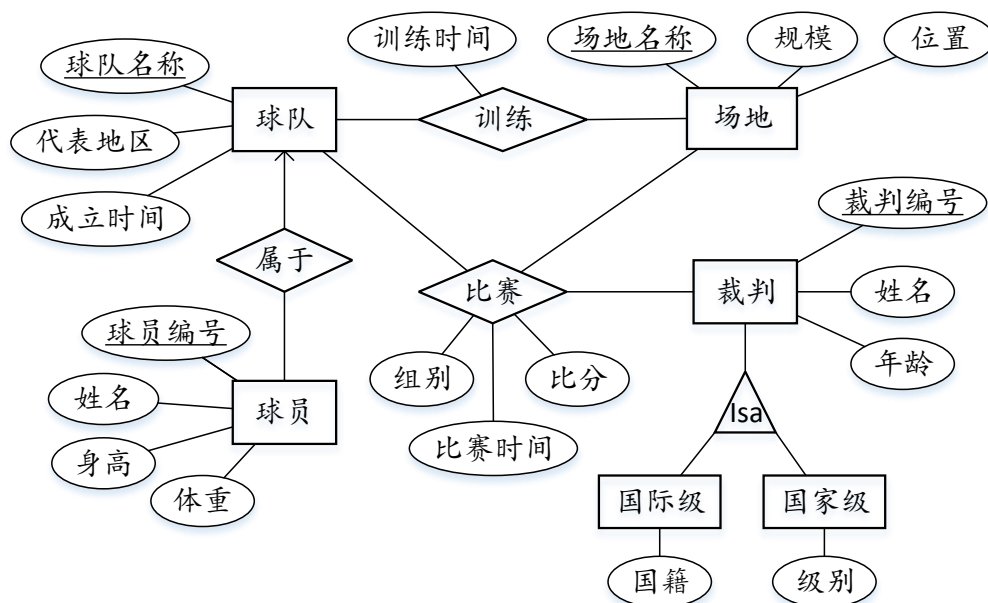 训练时间
场地名称
规模
位置
球队名称
球队
训练
场地
代表地区
成立时间
裁判编号
属于
比赛
裁判
姓名
球员编号
组别
比分
年龄
姓名
球员
Isa
比赛时间
身高
体重
国际级
国家级
国籍
级别